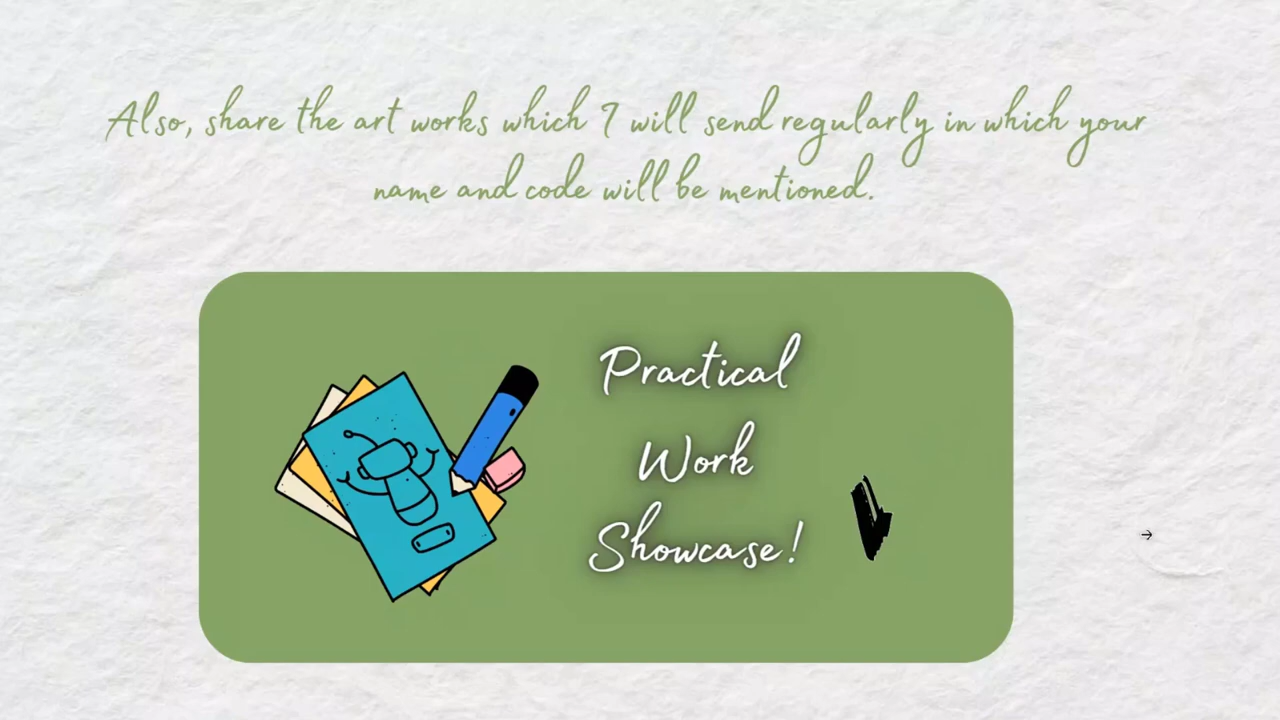 Also, share the art works which I will send regularly in which your
name and code will be mentioned.
Practical
Work
Showcase!